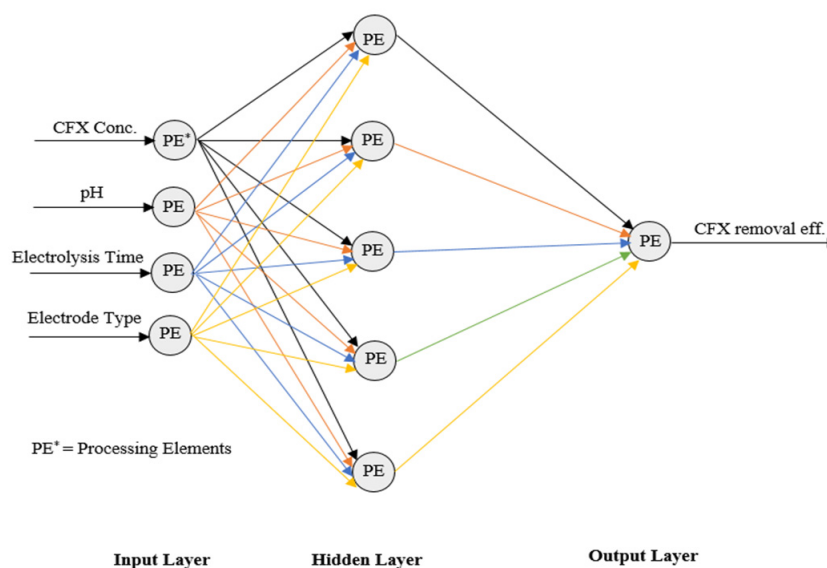 PE
CFX Conc.
PE*
PE
pH
PE
CFX removal eff.
PE
PE
Electrolysis Time
PE
Electrode Type
PE
PE
PE* = Processing Elements
PE
Input Layer
Hidden Layer
Output Layer